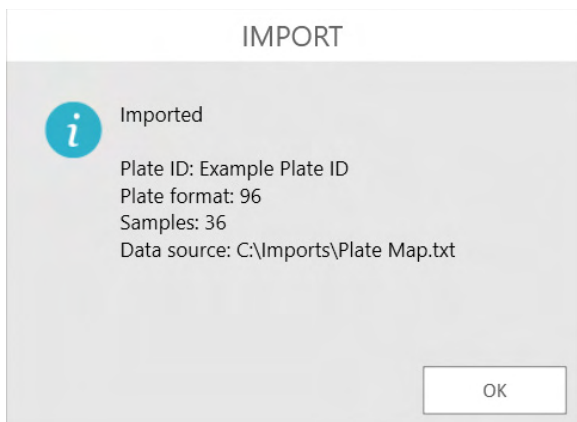 IMPORT
Imported
Plate ID: Example Plate ID
Plate format: 96
Samples: 36
Data source: C:\Imports\Plate Map.txt
OK